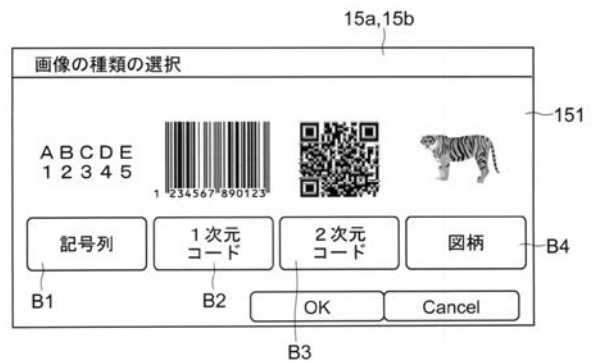 15a,15b
画像の種類の選択
151
ABCDE
12345
1 234567 890123
記号列
1次元
コード
2次元
コード
図柄
B4
B1
B2
OK
Cancel
B3